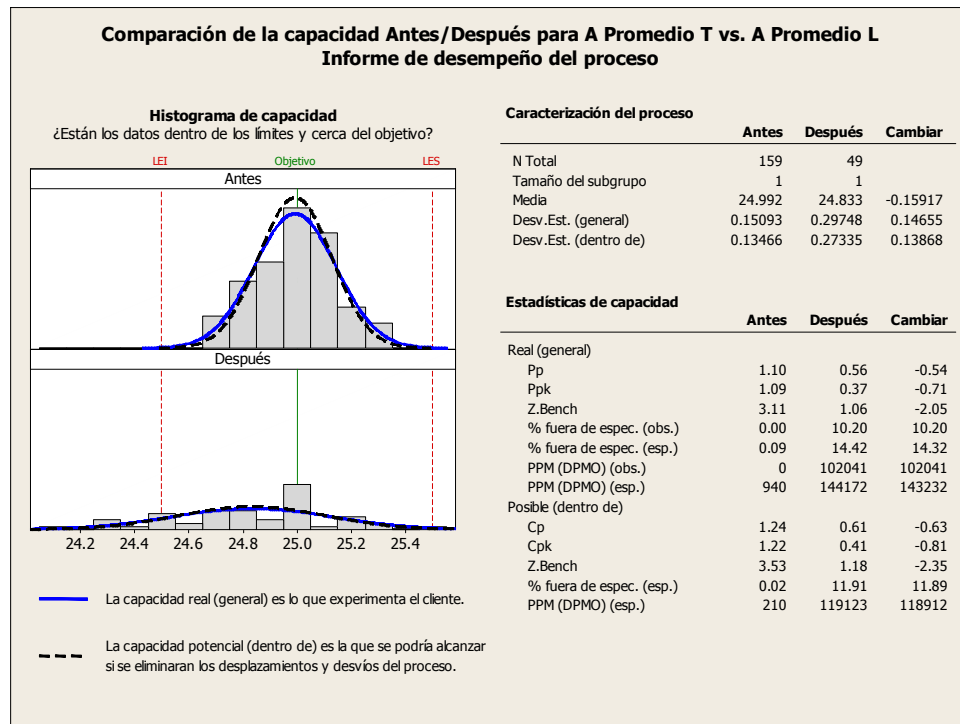 Comparación de la capacidad Antes/Después para A Promedio T vs. A Promedio L
Informe de desempeño del proceso
Histograma de capacidad
¿Están los datos dentro de los límites y cerca del objetivo?
LEI Objetivo LES
Antes
Después
24.2 24.4 24.6 24.8 25.0 25.2 25.4
La capacidad real (general) es lo que experimenta el cliente.
La capacidad potencial (dentro de) es la que se podría alcanzar
si se eliminaran los desplazamientos y desvíos del proceso.
Caracterización del proceso
Antes Después Cambiar
N Total 159 49
Tamaño del subgrupo 1 1
Media 24.992 24.833 -0.15917
Desv.Est. (general) 0.15093 0.29748 0.14655
Desv.Est. (dentro de) 0.13466 0.27335 0.13868
Estadísticas de capacidad
Antes Después Cambiar
Real (general)
Pp 1.10 0.56 -0.54
Ppk 1.09 0.37 -0.71
Z.Bench 3.11 1.06 -2.05
% fuera de espec. (obs.) 0.00 10.20 10.20
% fuera de espec. (esp.) 0.09 14.42 14.32
PPM (DPMO) (obs.) 0 102041 102041
PPM (DPMO) (esp.) 940 144172 143232
Posible (dentro de)
Cp 1.24 0.61 -0.63
Cpk 1.22 0.41 -0.81
Z.Bench 3.53 1.18 -2.35
% fuera de espec. (esp.) 0.02 11.91 11.89
PPM (DPMO) (esp.) 210 119123 118912